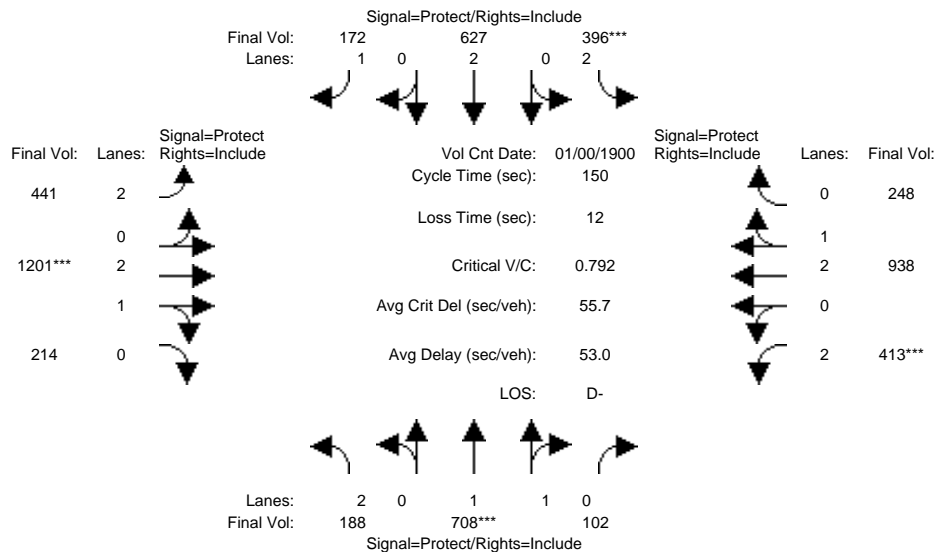 Signal=Protect/Rights=Include
Final Vol: 172 627 396***
Lanes: 1 0 2 0 2
Signal=Protect Signal=Protect
Final Vol: Lanes: Rights=Include Vol Cnt Date: 01/00/1900 Rights=Include Lanes: Final Vol:
Cycle Time (sec): 150
441 2 0 248
Loss Time (sec): 12
0 1
1201*** 2 Critical V/C: 0.792 2 938
1 Avg Crit Del (sec/veh): 55.7 0
214 0 Avg Delay (sec/veh): 53.0 2 413***
LOS: D-
Lanes: 2 0 1 1 0
Final Vol: 188 708*** 102
Signal=Protect/Rights=Include